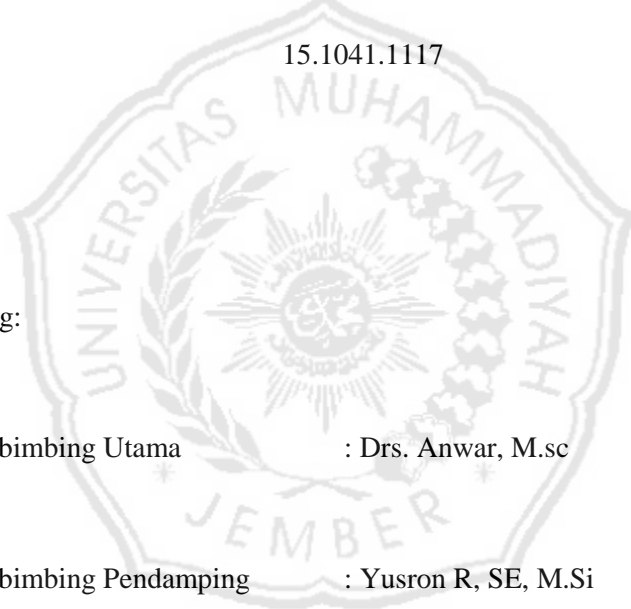 15.1041.1117
UNIVERSITAS MUHAMMADIYAH
g:
bimbing Utama : Drs. Anwar, M.sc
JEMBER
bimbing Pendamping : Yusron R, SE, M.Si